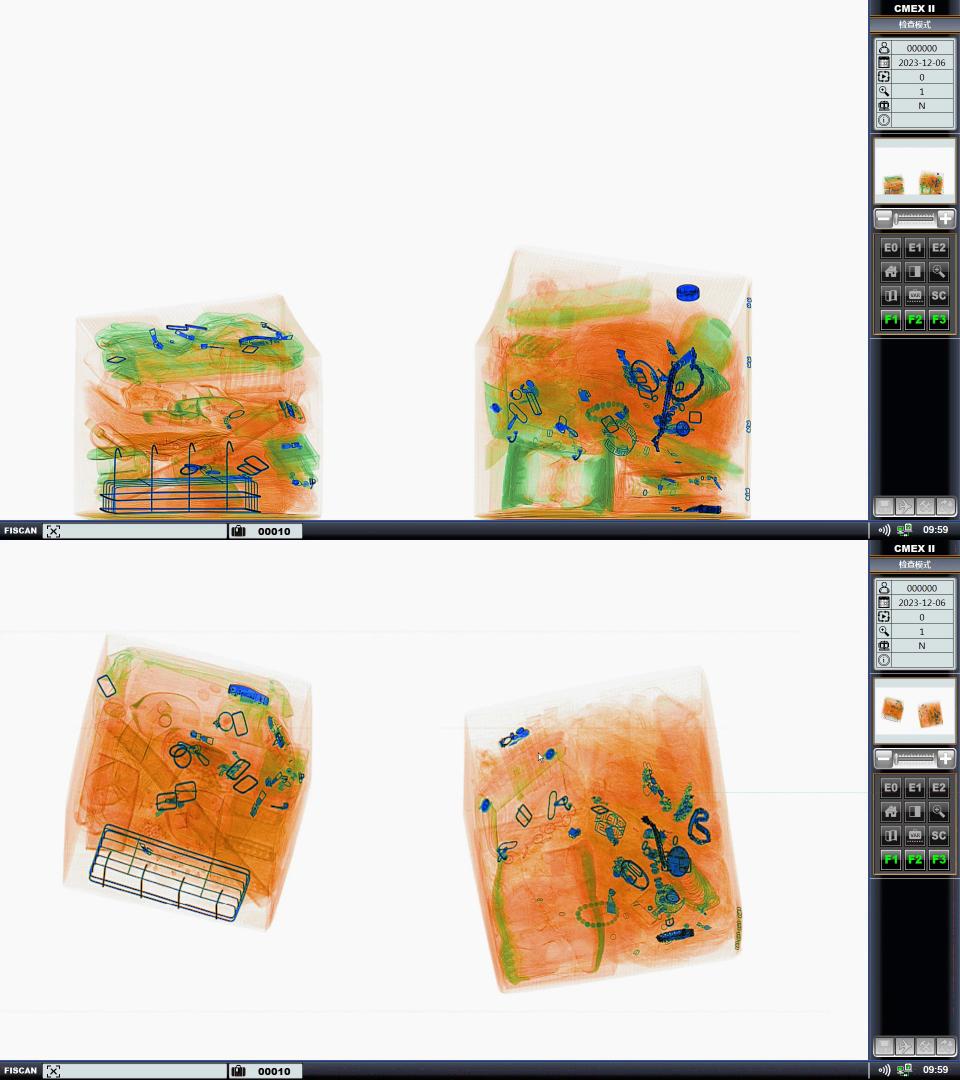 CMEX II
检查模式
000000
2023-12-06
0
1
N
E0 E1 E2
VAR SC
F1 F2 F3
FISCAN 00010 09:59
CMEX II
检查模式
000000
2023-12-06
0
1
N
E0 E1 E2
VAR SC
F1 F2 F3
FISCAN 00010 09:59